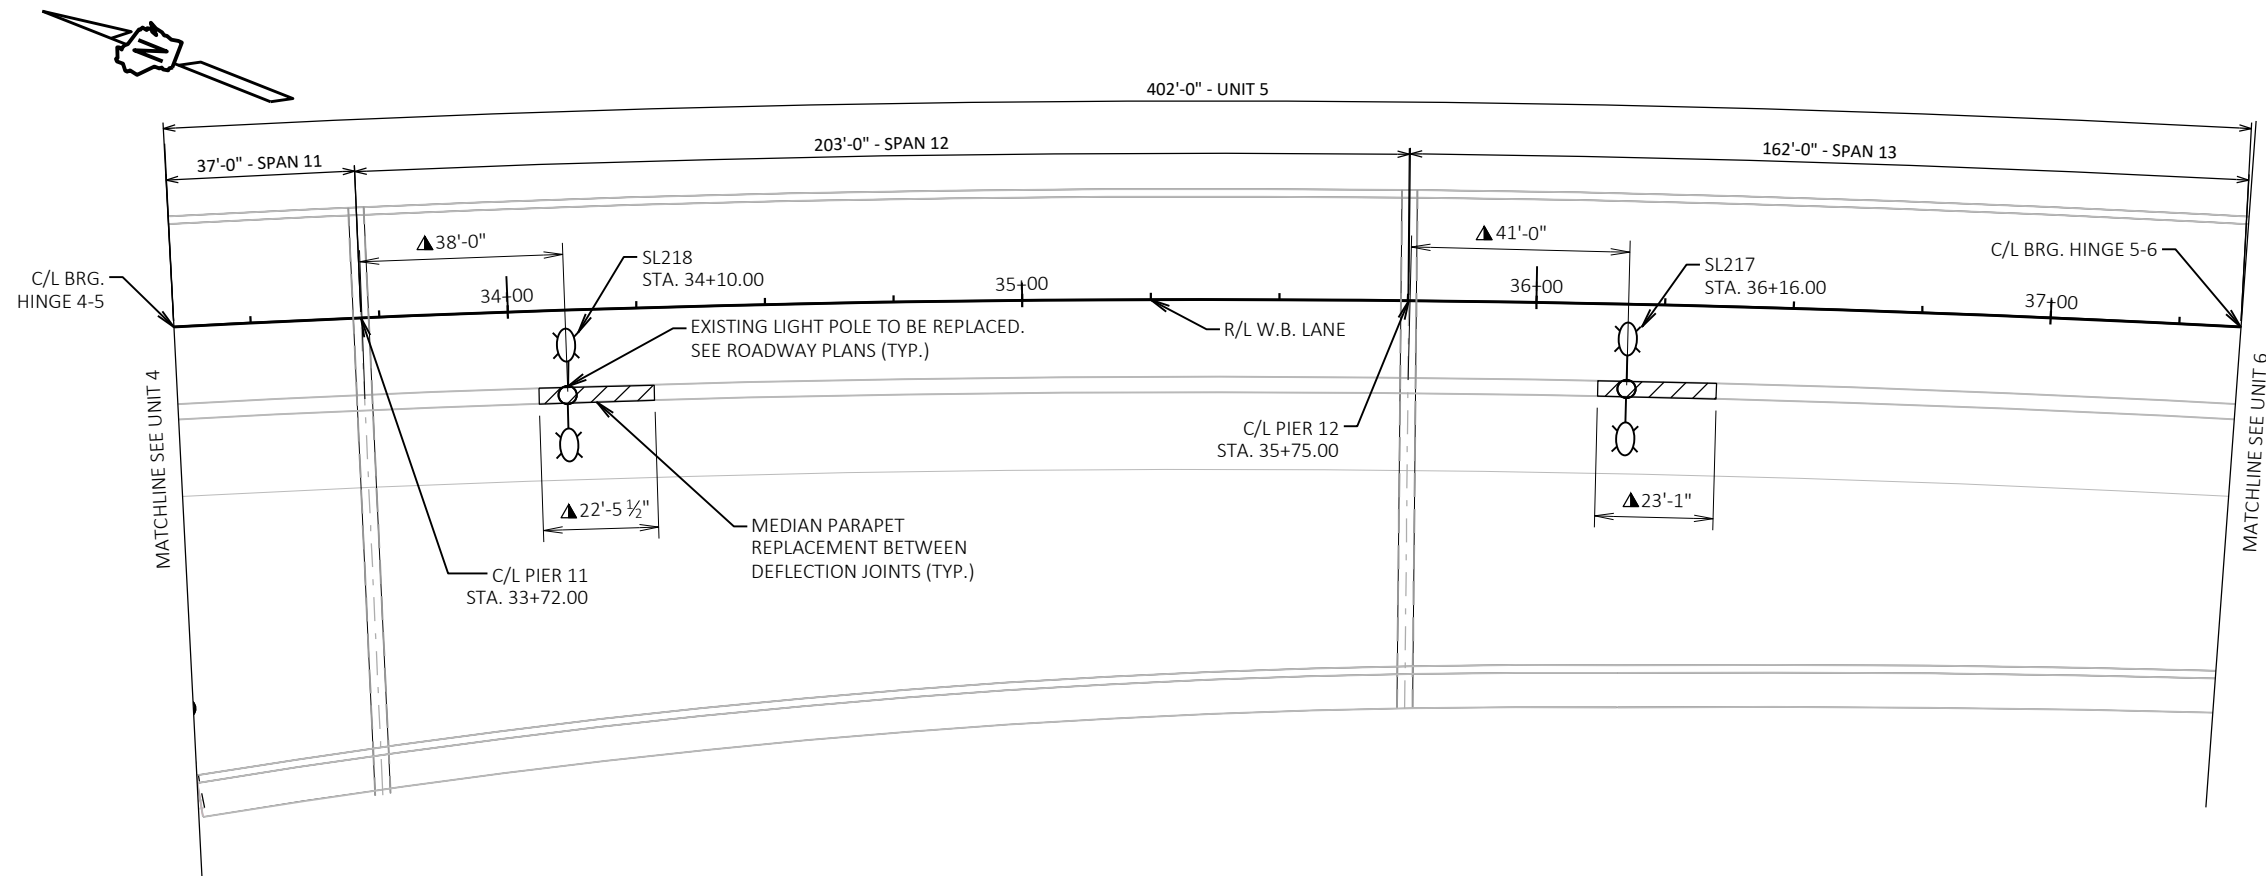 N
402'-0" - UNIT 5
203'-0" - SPAN 12
162'-0" - SPAN 13
37'-0" - SPAN 11
38'-0"
41'-0"
SL218
STA. 34+10.00
SL217
STA. 36+16.00
C/L BRG. HINGE 5-6
C/L BRG.
HINGE 4-5
34+00
35+00
36+00
37+00
EXISTING LIGHT POLE TO BE REPLACED.
SEE ROADWAY PLANS (TYP.)
R/L W.B. LANE
C/L PIER 12
STA. 35+75.00
MATCHLINE SEE UNIT 4
MATCHLINE SEE UNIT 6
22'-5 ½"
23'-1"
MEDIAN PARAPET
REPLACEMENT BETWEEN
DEFLECTION JOINTS (TYP.)
C/L PIER 11
STA. 33+72.00